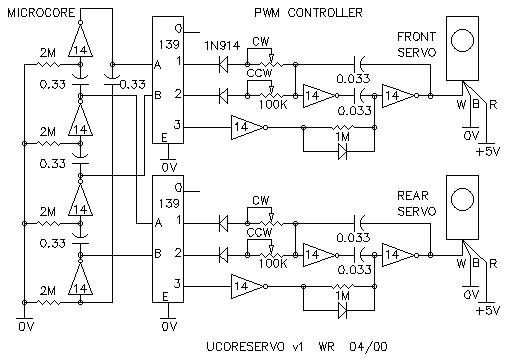 MICROCORE
PWM CONTROLLER
FRONT
SERVO
14
2M
0.33
0.33
0
139
1
A
1N914
CW
CCW
0.033
B
2
100K
14
0.033
14
W B R
14
2M
0.33
3
E
14
1M
0V
0V
+5V
14
2M
0.33
0
139
1
A
CW
CCW
0.033
REAR
SERVO
B
2
100K
14
0.033
14
W B R
14
2M
3
E
14
1M
0V
0V
0V
+5V
UCORESERVO v1 WR 04/00